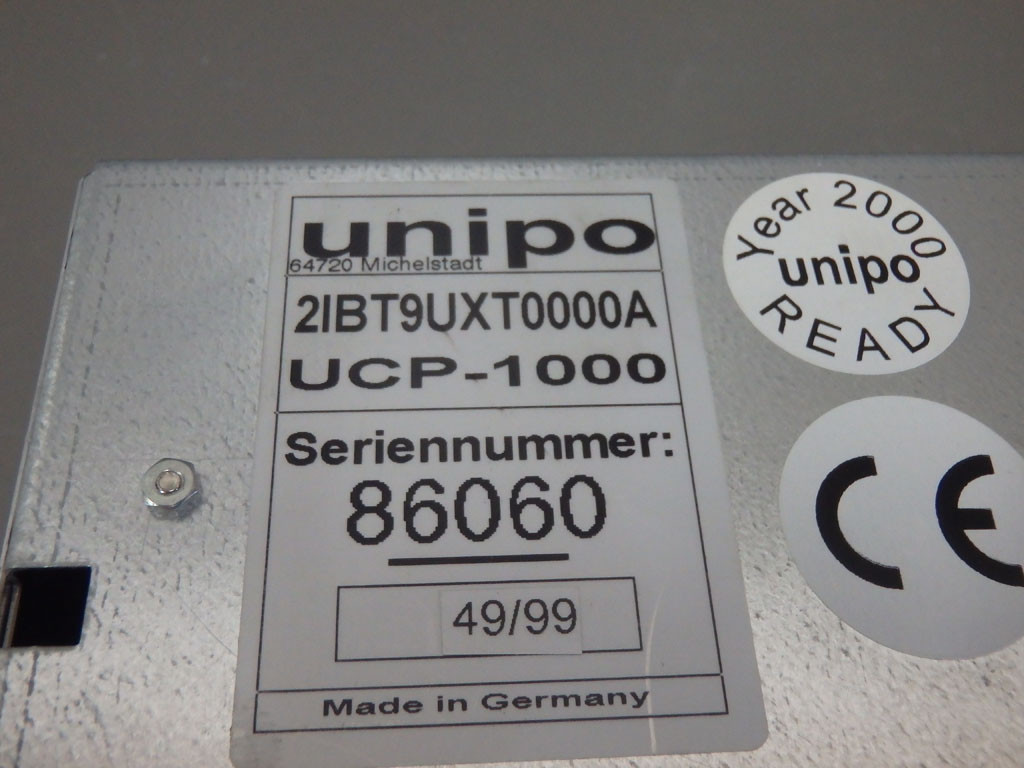 unipo
64720 Michelstadt
2IBT9UXT0000A
UCP-1000
Seriennummer:
86060
49/99
Made in Germany
Year 2000
unipo
READY
CE